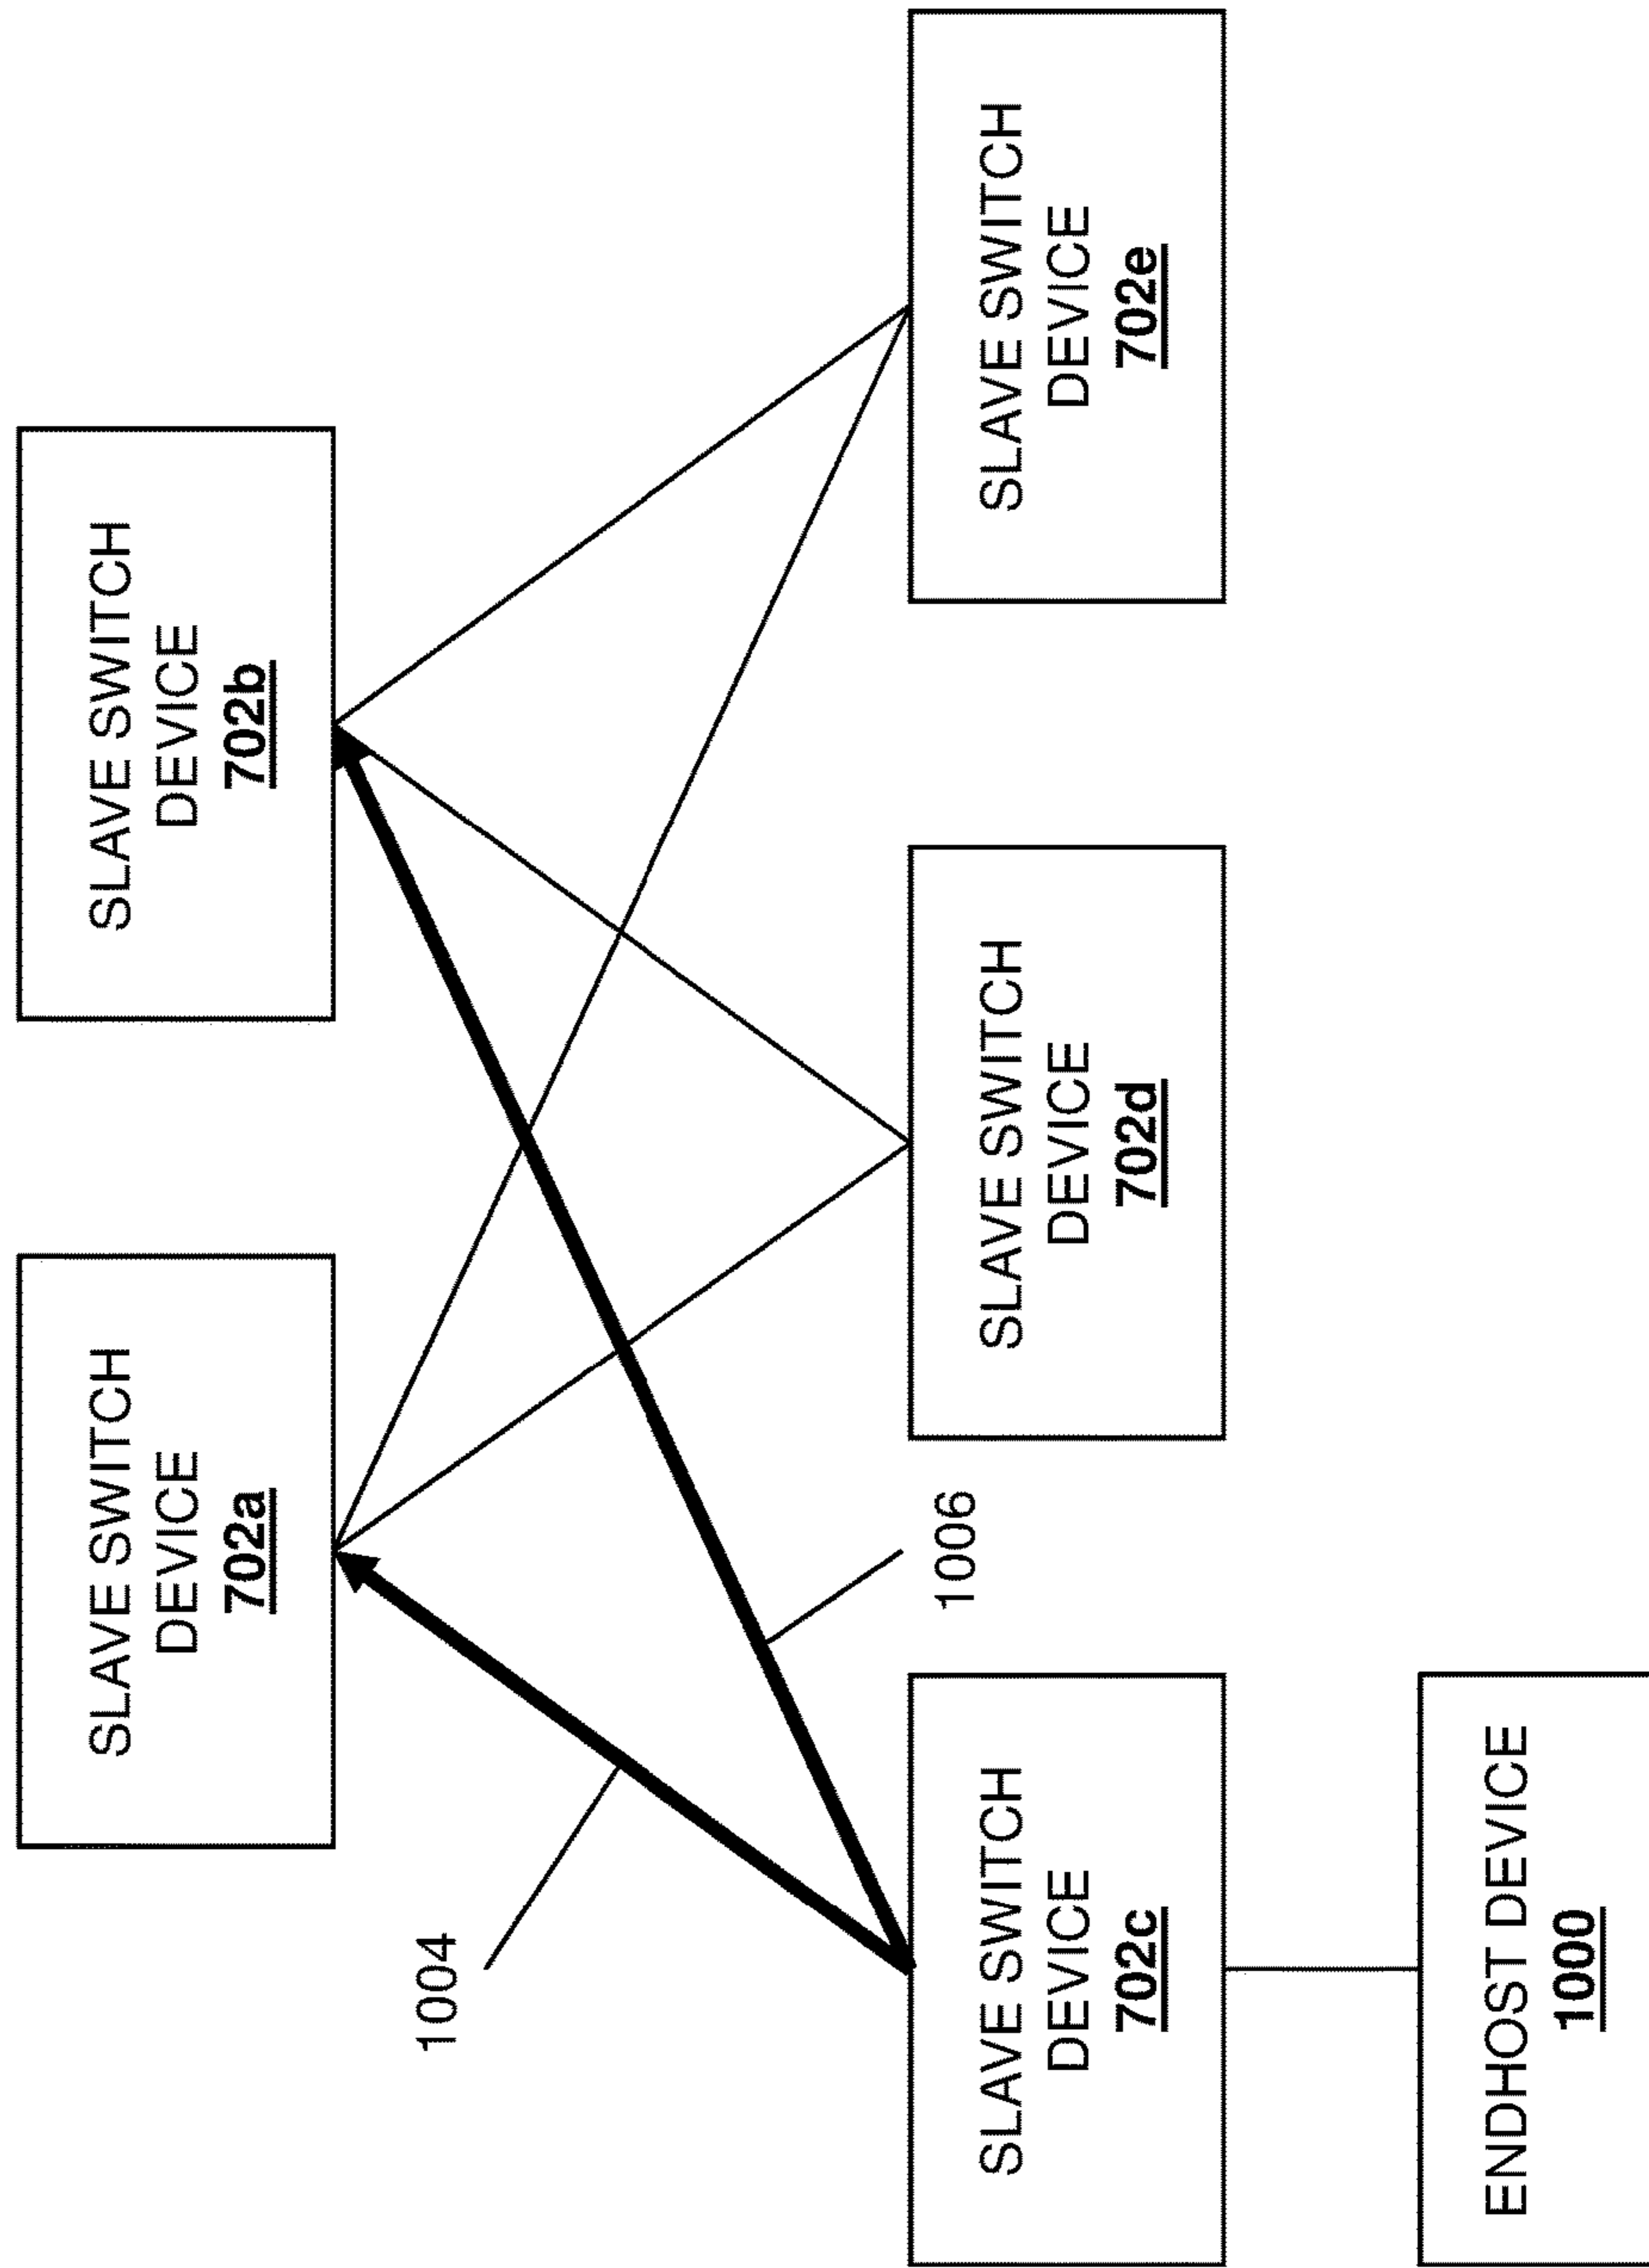 SLAVE SWITCH
DEVICE
702a
SLAVE SWITCH
DEVICE
702b
1004
1006
SLAVE SWITCH
DEVICE
702c
SLAVE SWITCH
DEVICE
702d
SLAVE SWITCH
DEVICE
702e
ENDHOST DEVICE
1000